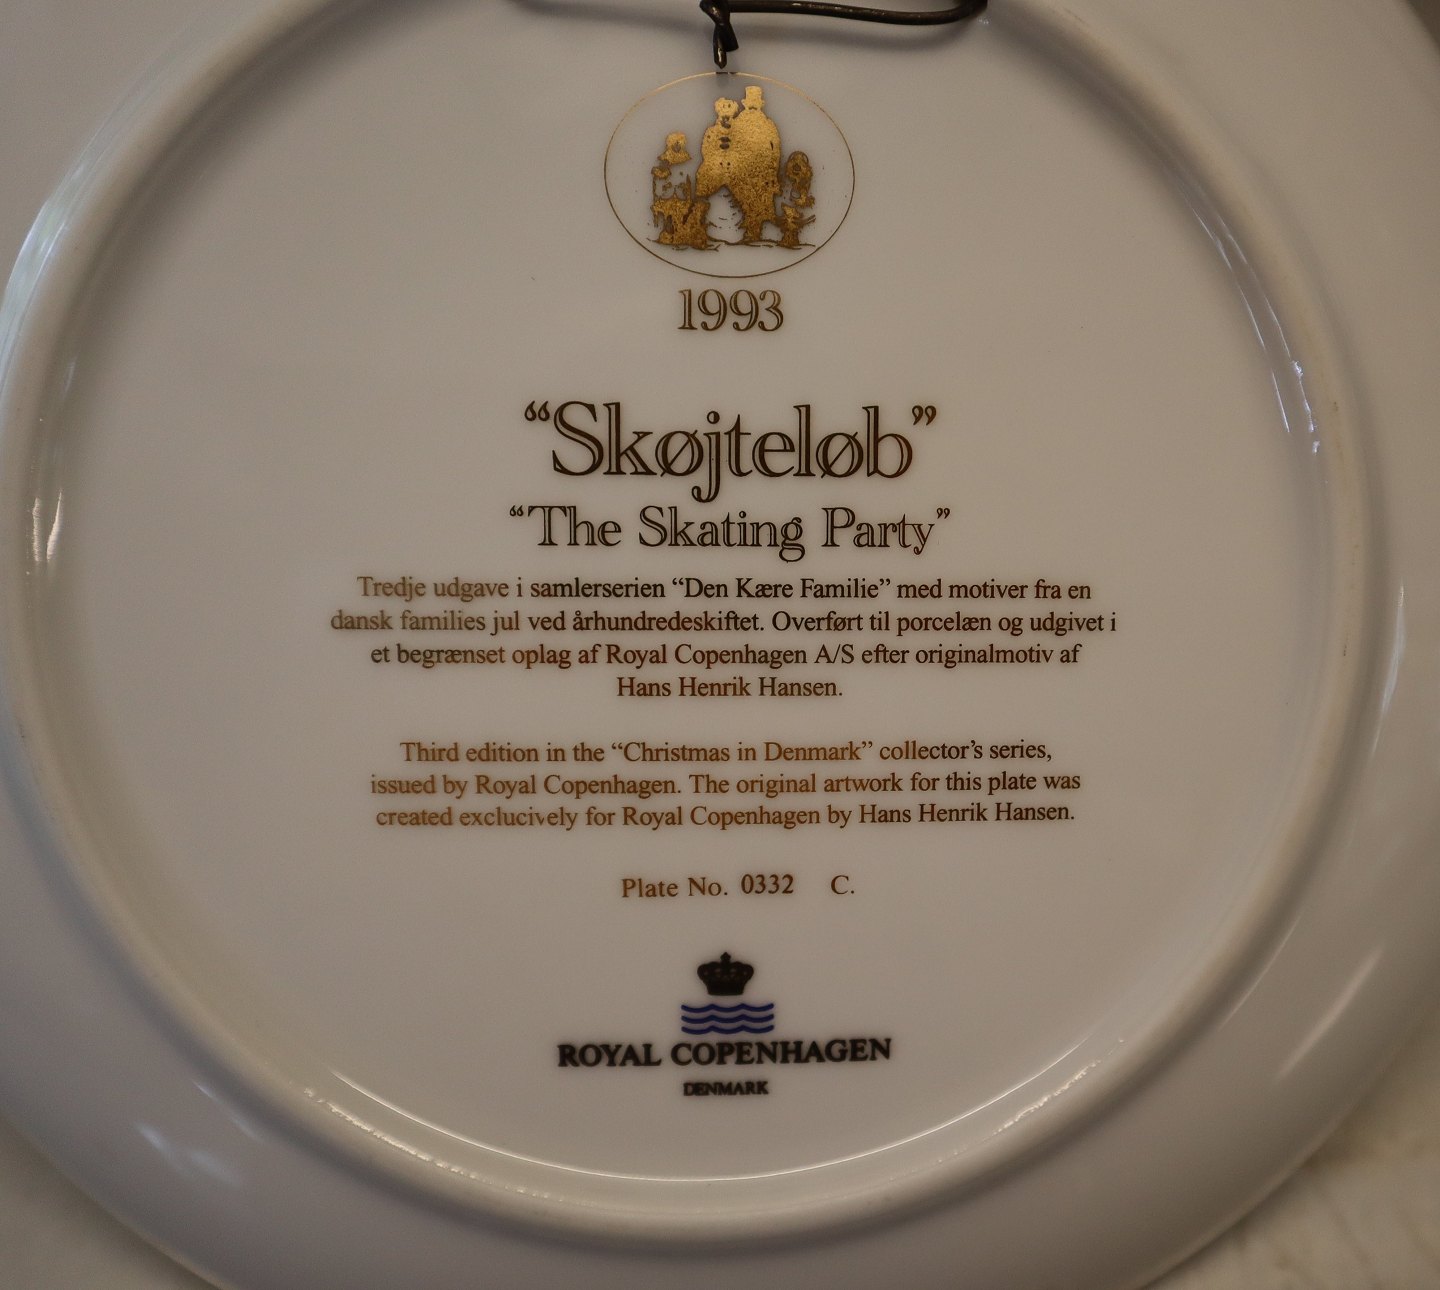 1993
“Skøjteløb”
“The Skating Party”
Tredje udgave i samlerserien “Den Kære Familie” med motiver fra en
dansk families jul ved århundredeskiftet. Overført til porcelæn og udgivet i
et begrænset oplag af Royal Copenhagen A/S efter originalmotiv af
Hans Henrik Hansen.
Third edition in the “Christmas in Denmark” collector’s series,
issued by Royal Copenhagen. The original artwork for this plate was
created exclucively for Royal Copenhagen by Hans Henrik Hansen.
Plate No. 0332 C.
ROYAL COPENHAGEN
DENMARK